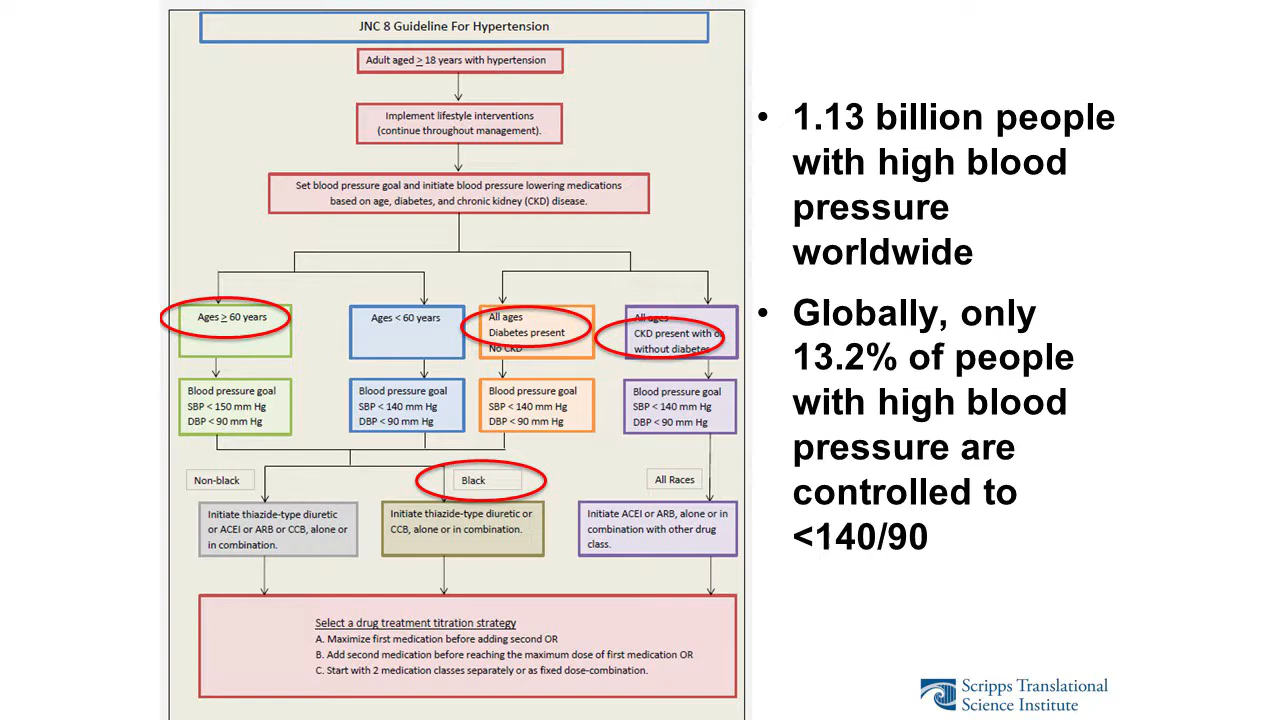 JNC 8 Guideline For Hypertension
Adult aged ≥ 18 years with hypertension
Implement lifestyle interventions
(continue throughout management).
Set blood pressure goal and initiate blood pressure lowering medications
based on age, diabetes, and chronic kidney (CKD) disease.
Ages ≥ 60 years
Ages < 60 years
All ages
Diabetes present
No CKD
All ages
CKD present with or
without diabetes
Blood pressure goal
SBP < 150 mm Hg
DBP < 90 mm Hg
Blood pressure goal
SBP < 140 mm Hg
DBP < 90 mm Hg
Blood pressure goal
SBP < 140 mm Hg
DBP < 90 mm Hg
Blood pressure goal
SBP < 140 mm Hg
DBP < 90 mm Hg
Non-black
Black
All Races
Initiate thiazide-type diuretic
or ACEI or ARB or CCB, alone or
in combination.
Initiate thiazide-type diuretic or
CCB, alone or in combination.
Initiate ACEI or ARB, alone or in
combination with other drug
class.
Select a drug treatment titration strategy
A. Maximize first medication before adding second OR
B. Add second medication before reaching the maximum dose of first medication OR
C. Start with 2 medication classes separately or as fixed dose-combination.
• 1.13 billion people
with high blood
pressure
worldwide
• Globally, only
13.2% of people
with high blood
pressure are
controlled to
<140/90
Scripps Translational
Science Institute